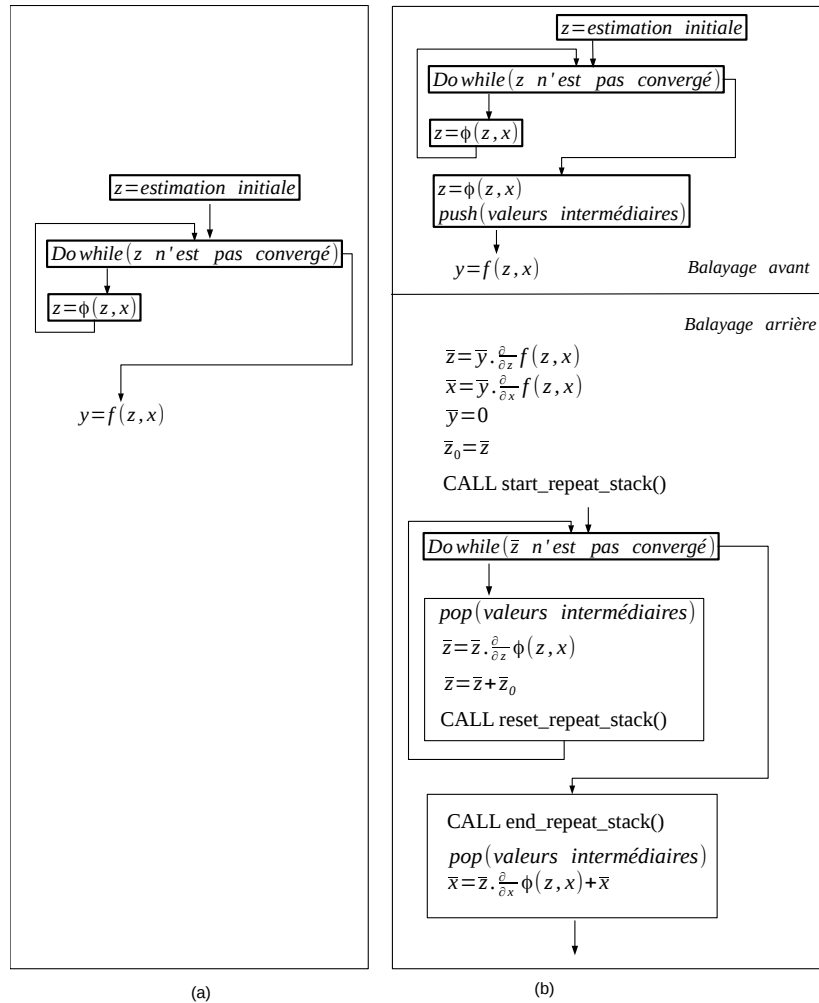 z=estimation initiale
Do while(z n'est pas convergé)
z=ϕ(z,x)
y=f(z,x)
(a)
z=estimation initiale
Do while(z n'est pas convergé)
z=ϕ(z,x)
z=ϕ(z,x)
push(valeurs intermédiaires)
y=f(z,x)
Balayage avant
Balayage arrière
z̅=y̅.∂/∂z f(z,x)
x̅=y̅.∂/∂x f(z,x)
y̅=0
z̅₀=z̅
CALL start_repeat_stack()
Do while(z̅ n'est pas convergé)
pop(valeurs intermédiaires)
z̅=z̅.∂/∂z ϕ(z,x)
z̅=z̅+z̅₀
CALL reset_repeat_stack()
CALL end_repeat_stack()
pop(valeurs intermédiaires)
x̅=z̅.∂/∂x ϕ(z,x)+x̅
(b)